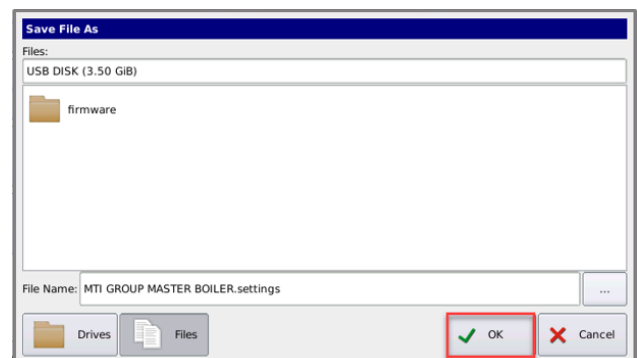 Save File As
Files:
USB DISK (3.50 GiB)
firmware
File Name: MTI GROUP MASTER BOILER.settings ...
Drives Files OK Cancel